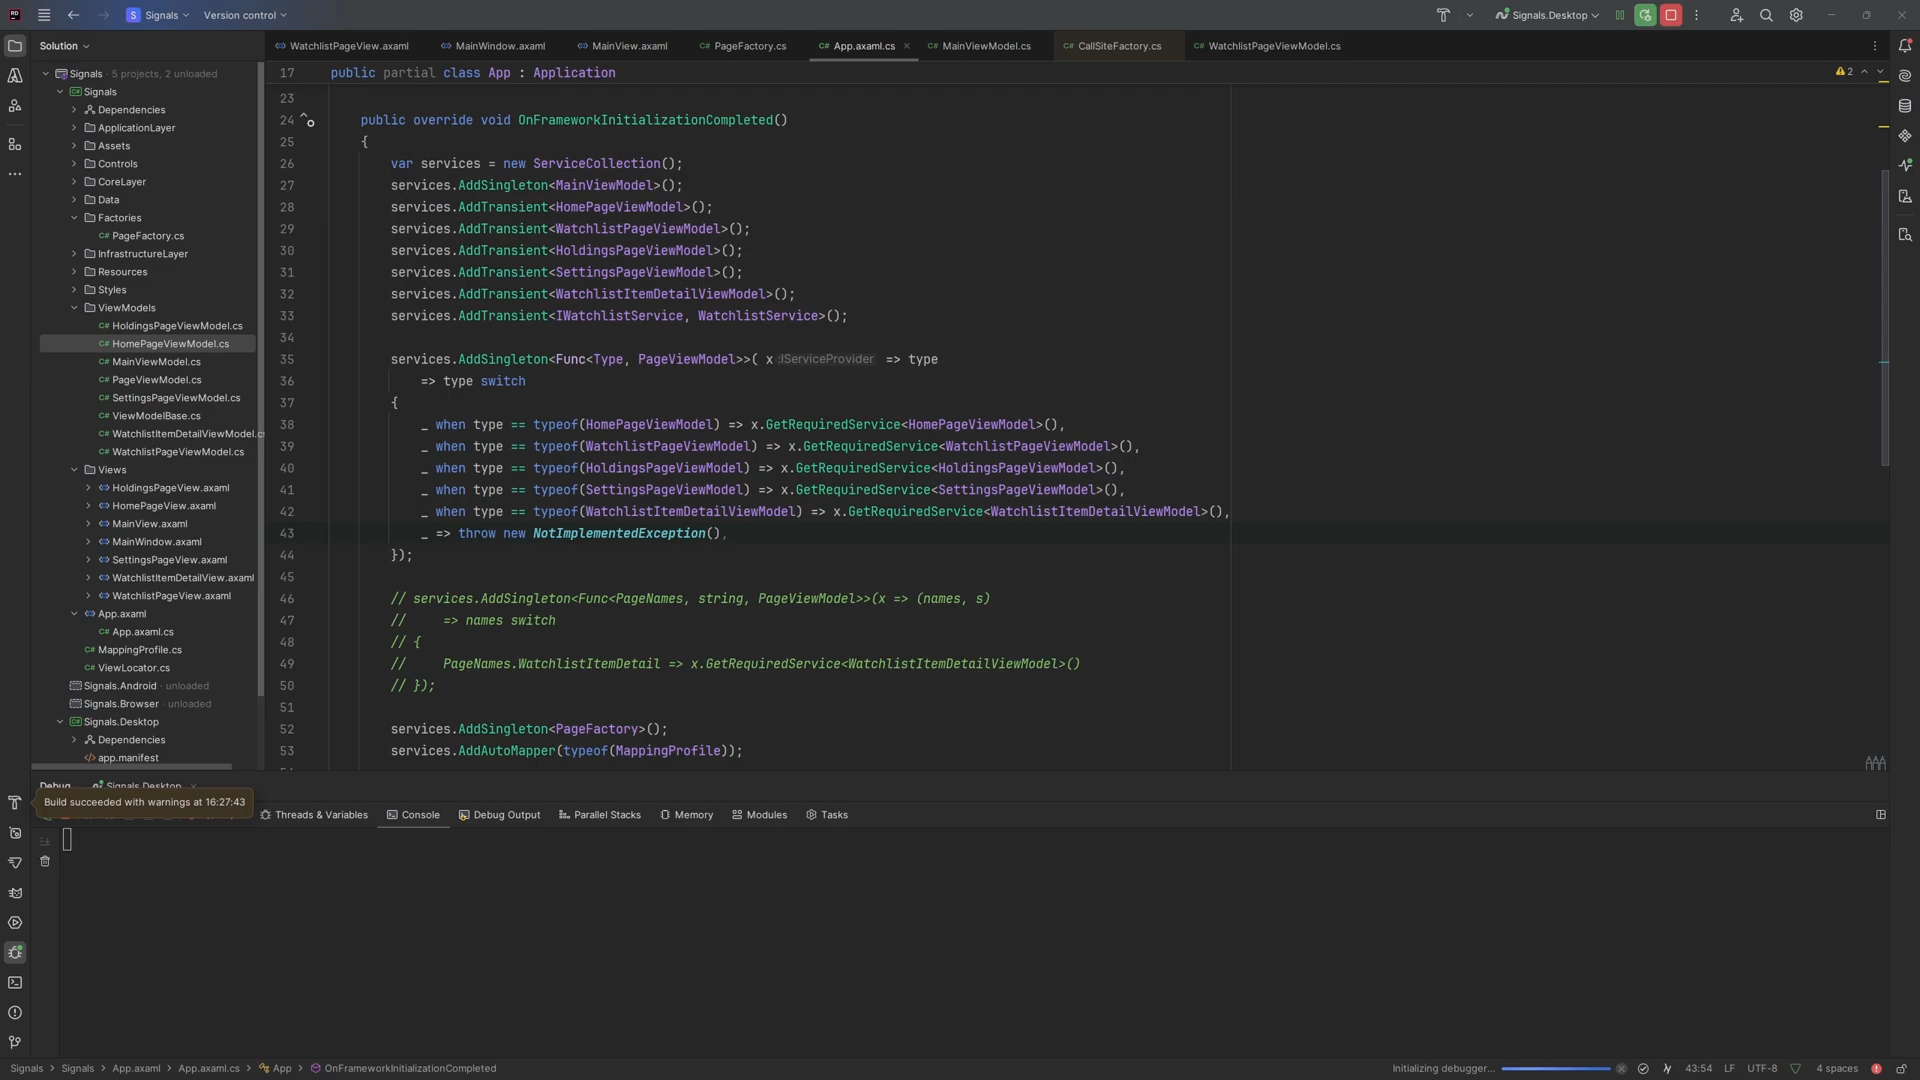 Signals
Version control
Signals.Desktop
Solution
WatchlistPageView.axaml
MainWindow.axaml
MainView.axaml
PageFactory.cs
App.axaml.cs
MainViewModel.cs
CallSiteFactory.cs
WatchlistPageViewModel.cs
Signals · 5 projects, 2 unloaded
Signals
Dependencies
ApplicationLayer
Assets
Controls
CoreLayer
Data
Factories
C# PageFactory.cs
InfrastructureLayer
Resources
Styles
ViewModels
C# HoldingsPageViewModel.cs
C# HomePageViewModel.cs
C# MainViewModel.cs
C# PageViewModel.cs
C# SettingsPageViewModel.cs
C# ViewModelBase.cs
C# WatchlistItemDetailViewModel.c
C# WatchlistPageViewModel.cs
Views
HoldingsPageView.axaml
HomePageView.axaml
MainView.axaml
MainWindow.axaml
SettingsPageView.axaml
WatchlistItemDetailView.axaml
WatchlistPageView.axaml
App.axaml
C# App.axaml.cs
C# MappingProfile.cs
C# ViewLocator.cs
Signals.Android · unloaded
Signals.Browser · unloaded
Signals.Desktop
Dependencies
app.manifest
17 public partial class App : Application
2
23
24 public override void OnFrameworkInitializationCompleted()
25 {
26 var services = new ServiceCollection();
27 services.AddSingleton<MainViewModel>();
28 services.AddTransient<HomePageViewModel>();
29 services.AddTransient<WatchlistPageViewModel>();
30 services.AddTransient<HoldingsPageViewModel>();
31 services.AddTransient<SettingsPageViewModel>();
32 services.AddTransient<WatchlistItemDetailViewModel>();
33 services.AddTransient<IWatchlistService, WatchlistService>();
34
35 services.AddSingleton<Func<Type, PageViewModel>>( x :IServiceProvider => type
36 => type switch
37 {
38 _ when type == typeof(HomePageViewModel) => x.GetRequiredService<HomePageViewModel>(),
39 _ when type == typeof(WatchlistPageViewModel) => x.GetRequiredService<WatchlistPageViewModel>(),
40 _ when type == typeof(HoldingsPageViewModel) => x.GetRequiredService<HoldingsPageViewModel>(),
41 _ when type == typeof(SettingsPageViewModel) => x.GetRequiredService<SettingsPageViewModel>(),
42 _ when type == typeof(WatchlistItemDetailViewModel) => x.GetRequiredService<WatchlistItemDetailViewModel>(),
43 _ => throw new NotImplementedException(),
44 });
45
46 // services.AddSingleton<Func<PageNames, string, PageViewModel>>(x => (names, s)
47 // => names switch
48 // {
49 // PageNames.WatchlistItemDetail => x.GetRequiredService<WatchlistItemDetailViewModel>()
50 // });
51
52 services.AddSingleton<PageFactory>();
53 services.AddAutoMapper(typeof(MappingProfile));
Debug
Signals.Desktop
Build succeeded with warnings at 16:27:43
Threads & Variables
Console
Debug Output
Parallel Stacks
Memory
Modules
Tasks
Signals > Signals > App.axaml > App.axaml.cs > App > OnFrameworkInitializationCompleted
Initializing debugger...
43:54
LF
UTF-8
4 spaces